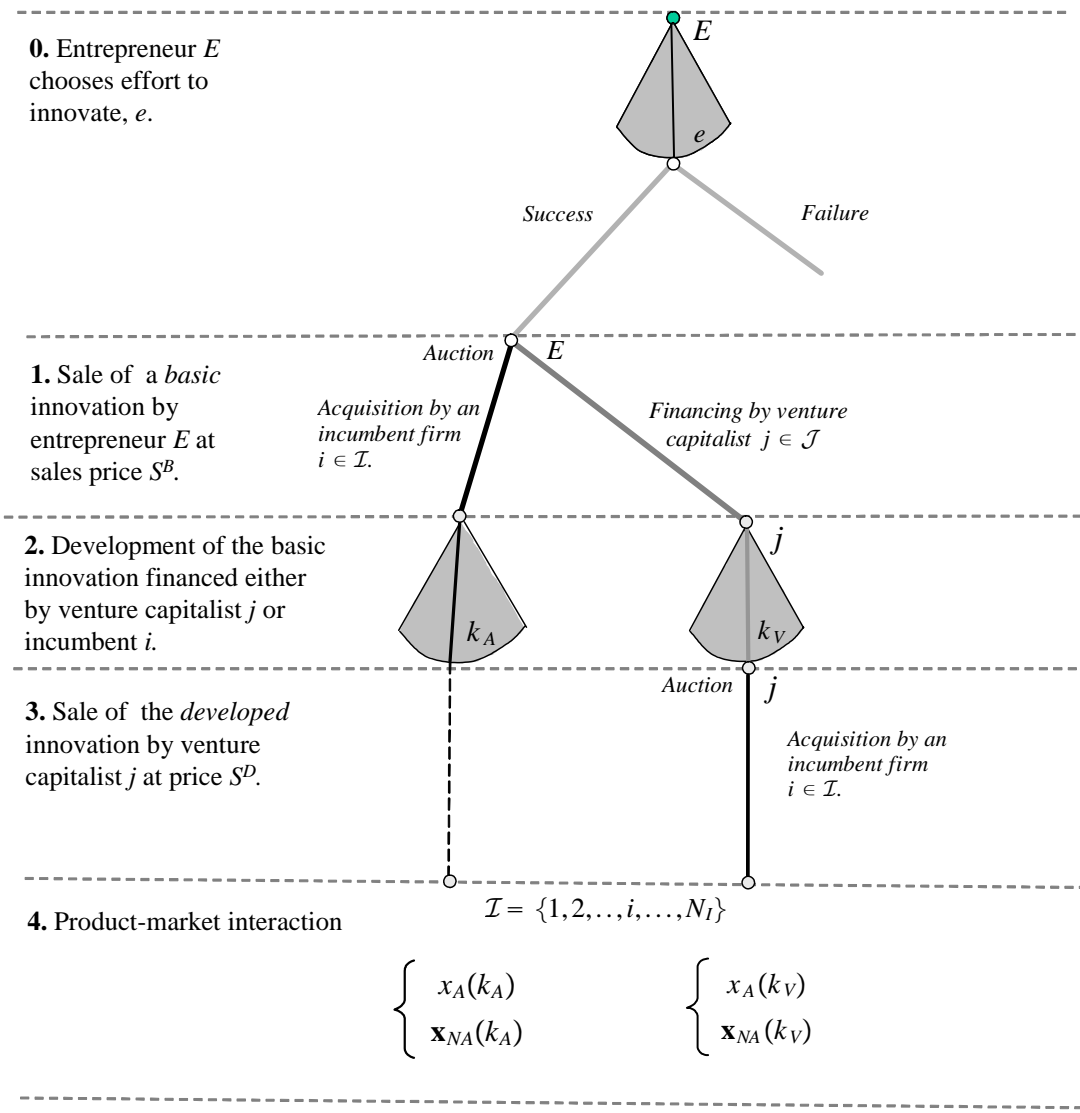 0. Entrepreneur E
chooses effort to
innovate, e.
E
e
Success
Failure
1. Sale of a basic
innovation by
entrepreneur E at
sales price S^B.
Auction
E
Acquisition by an
incumbent firm
i ∈ ℐ.
Financing by venture
capitalist j ∈ 𝒥
2. Development of the basic
innovation financed either
by venture capitalist j or
incumbent i.
k_A
j
k_V
3. Sale of the developed
innovation by venture
capitalist j at price S^D.
Auction
j
Acquisition by an
incumbent firm
i ∈ ℐ.
4. Product-market interaction
ℐ = {1,2,..,i,...,N_I}
x_A(k_A)
x_NA(k_A)
x_A(k_V)
x_NA(k_V)